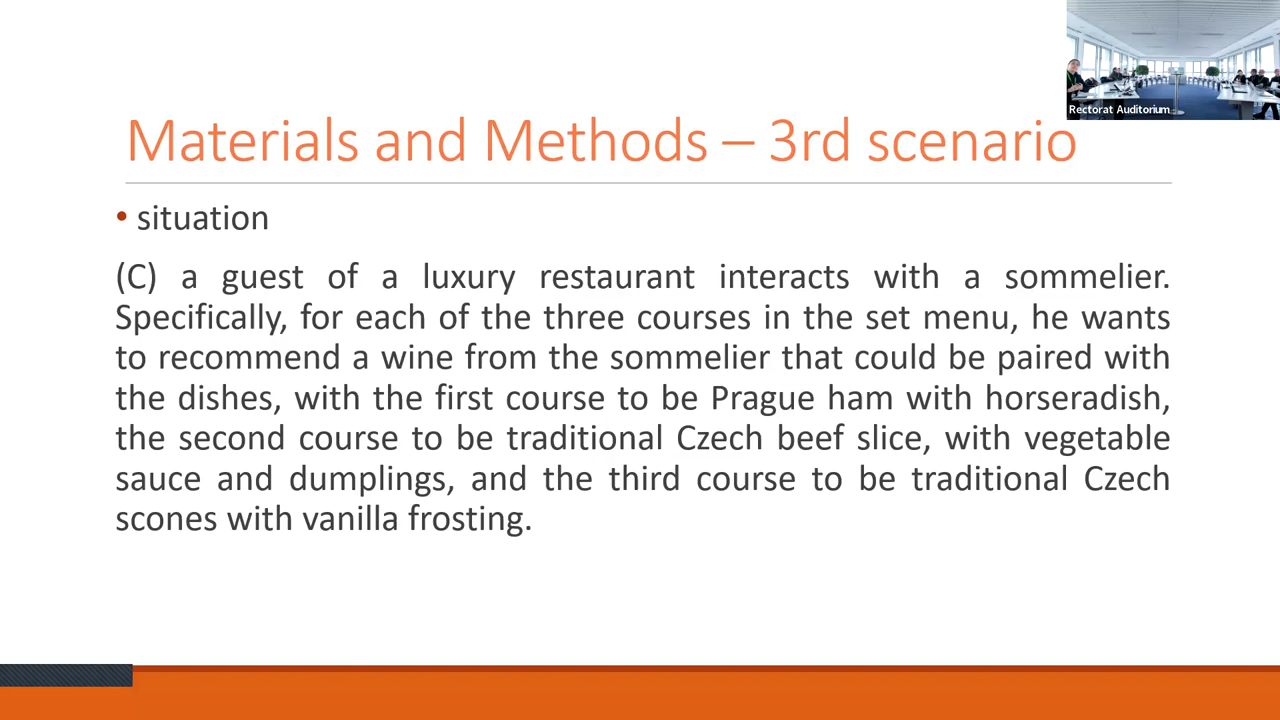 Rectorat Auditorium
Materials and Methods – 3rd scenario
• situation
(C) a guest of a luxury restaurant interacts with a sommelier.
Specifically, for each of the three courses in the set menu, he wants
to recommend a wine from the sommelier that could be paired with
the dishes, with the first course to be Prague ham with horseradish,
the second course to be traditional Czech beef slice, with vegetable
sauce and dumplings, and the third course to be traditional Czech
scones with vanilla frosting.